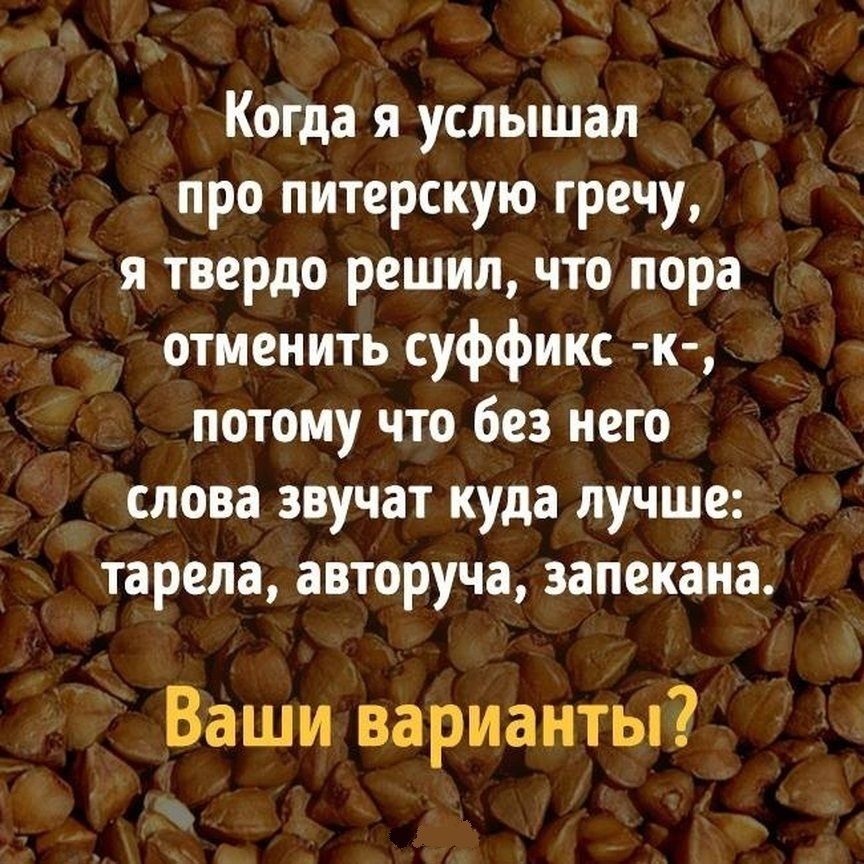 Когда я услышал
про питерскую гречу,
я твердо решил, что пора
отменить суффикс -к-,
потому что без него
слова звучат куда лучше:
тарела, авторуча, запекана.
Ваши варианты?